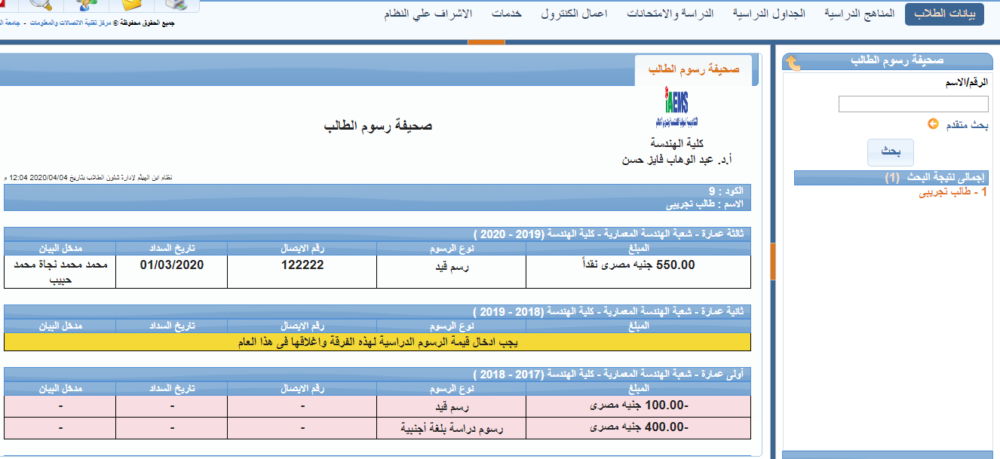 بيانات الطلاب المناهج الدراسية الجداول الدراسية الدراسة والامتحانات اعمال الكنترول خدمات الاشراف علي النظام
جميع الحقوق محفوظة © مركز تقنية الاتصالات والمعلومات -
صحيفة رسوم الطالب
الرقم/الاسم
بحث متقدم
بحث
إجمالى نتيجة البحث (1)
1 - طالب تجريبى
صحيفة رسوم الطالب
iAEMS
صحيفة رسوم الطالب
كلية الهندسة
أ.د. عبد الوهاب فايز حسن
نظام ابن الهيثم لإدارة شئون الطلاب بتاريخ 2020/04/04 12:04 م
الكود : 9
الاسم : طالب تجريبى
ثالثة عمارة - شعبة الهندسة المعمارية - كلية الهندسة (2019 - 2020 )
المبلغ نوع الرسوم رقم الايصال تاريخ السداد مدخل البيان
550.00 جنيه مصرى نقداً رسم قيد 122222 01/03/2020 محمد محمد نجاة محمد
حبيب
ثانية عمارة - شعبة الهندسة المعمارية - كلية الهندسة (2018 - 2019 )
المبلغ نوع الرسوم رقم الايصال تاريخ السداد مدخل البيان
يجب ادخال قيمة الرسوم الدراسية لهذه الفرقة واغلاقها فى هذا العام
أولى عمارة - شعبة الهندسة المعمارية - كلية الهندسة (2017 - 2018 )
المبلغ نوع الرسوم رقم الايصال تاريخ السداد مدخل البيان
-100.00 جنيه مصرى رسم قيد - - -
-400.00 جنيه مصرى رسوم دراسة بلغة أجنبية - - -